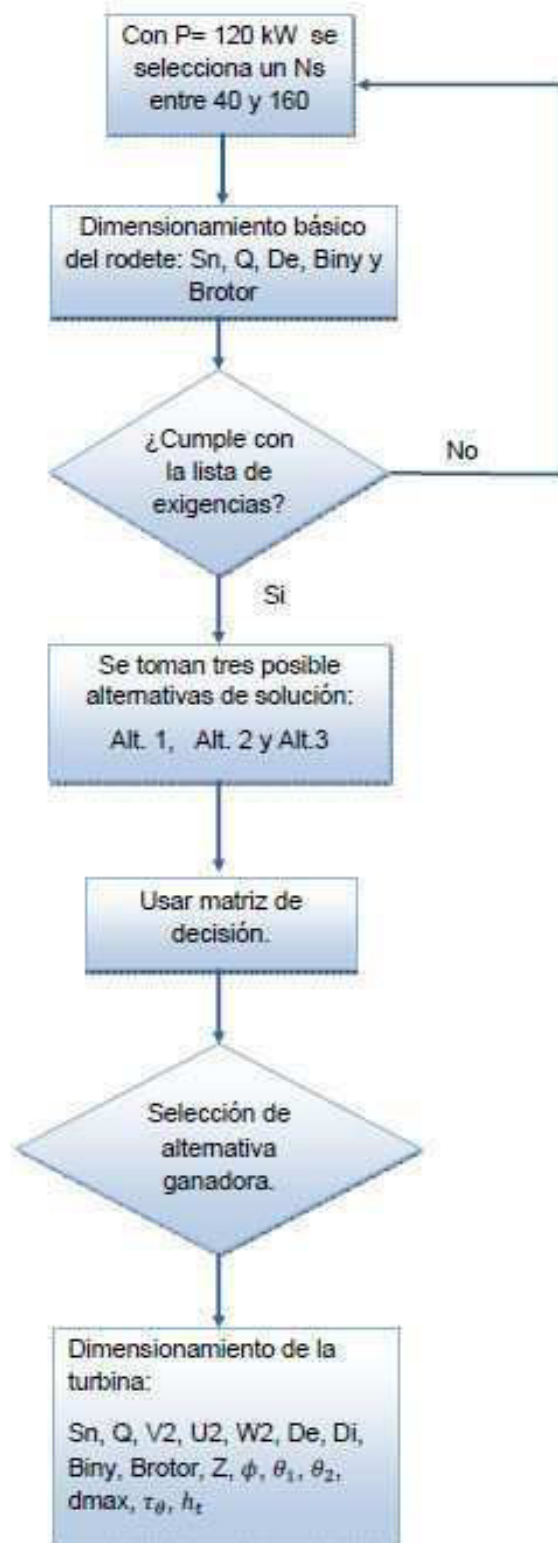 Con P= 120 kW se
selecciona un Ns
entre 40 y 160
Dimensionamiento básico
del rodete: Sn, Q, De, Biny y
Brotor
¿Cumple con
la lista de
exigencias?
No
Si
Se toman tres posible
alternativas de solución:
Alt. 1, Alt. 2 y Alt.3
Usar matriz de
decisión.
Selección de
alternativa
ganadora.
Dimensionamiento de la
turbina:
Sn, Q, V2, U2, W2, De, Di,
Biny, Brotor, Z, ϕ, θ₁, θ₂,
dmax, τ_θ, h_t